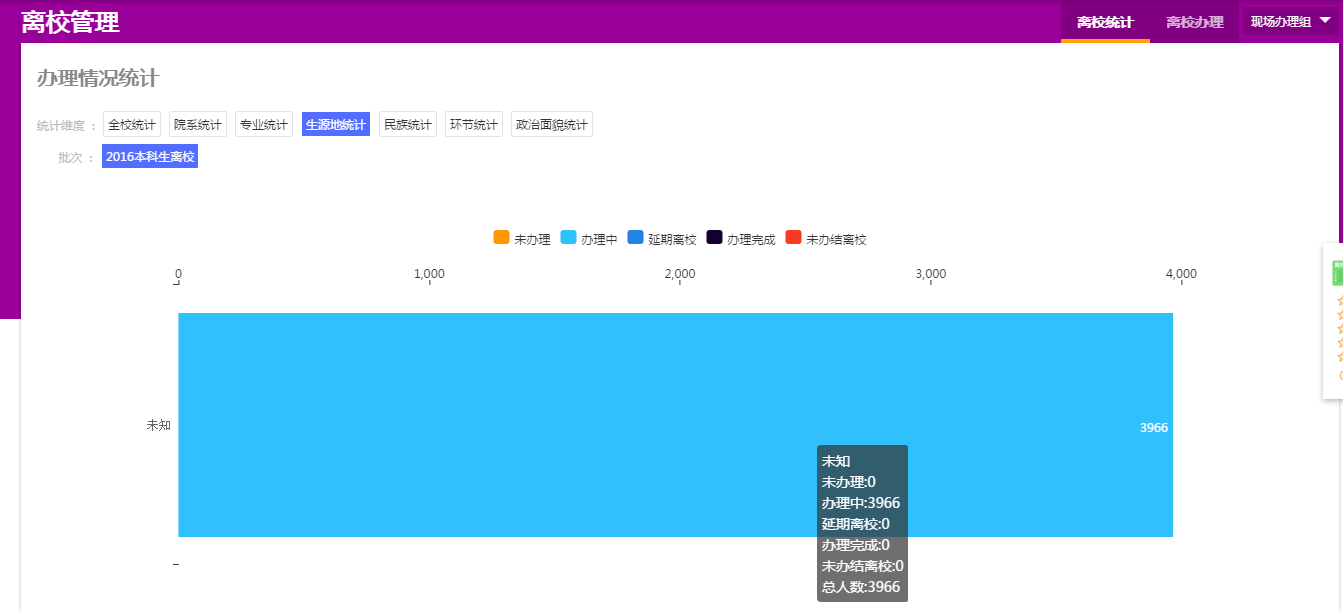 离校管理
离校统计 离校办理 现场办理组
办理情况统计
统计维度 : 全校统计 院系统计 专业统计 生源地统计 民族统计 环节统计 政治面貌统计
批次 : 2016本科生离校
未办理 办理中 延期离校 办理完成 未办结离校
0 1,000 2,000 3,000 4,000
未知
3966
未知
未办理:0
办理中:3966
延期离校:0
办理完成:0
未办结离校:0
总人数:3966